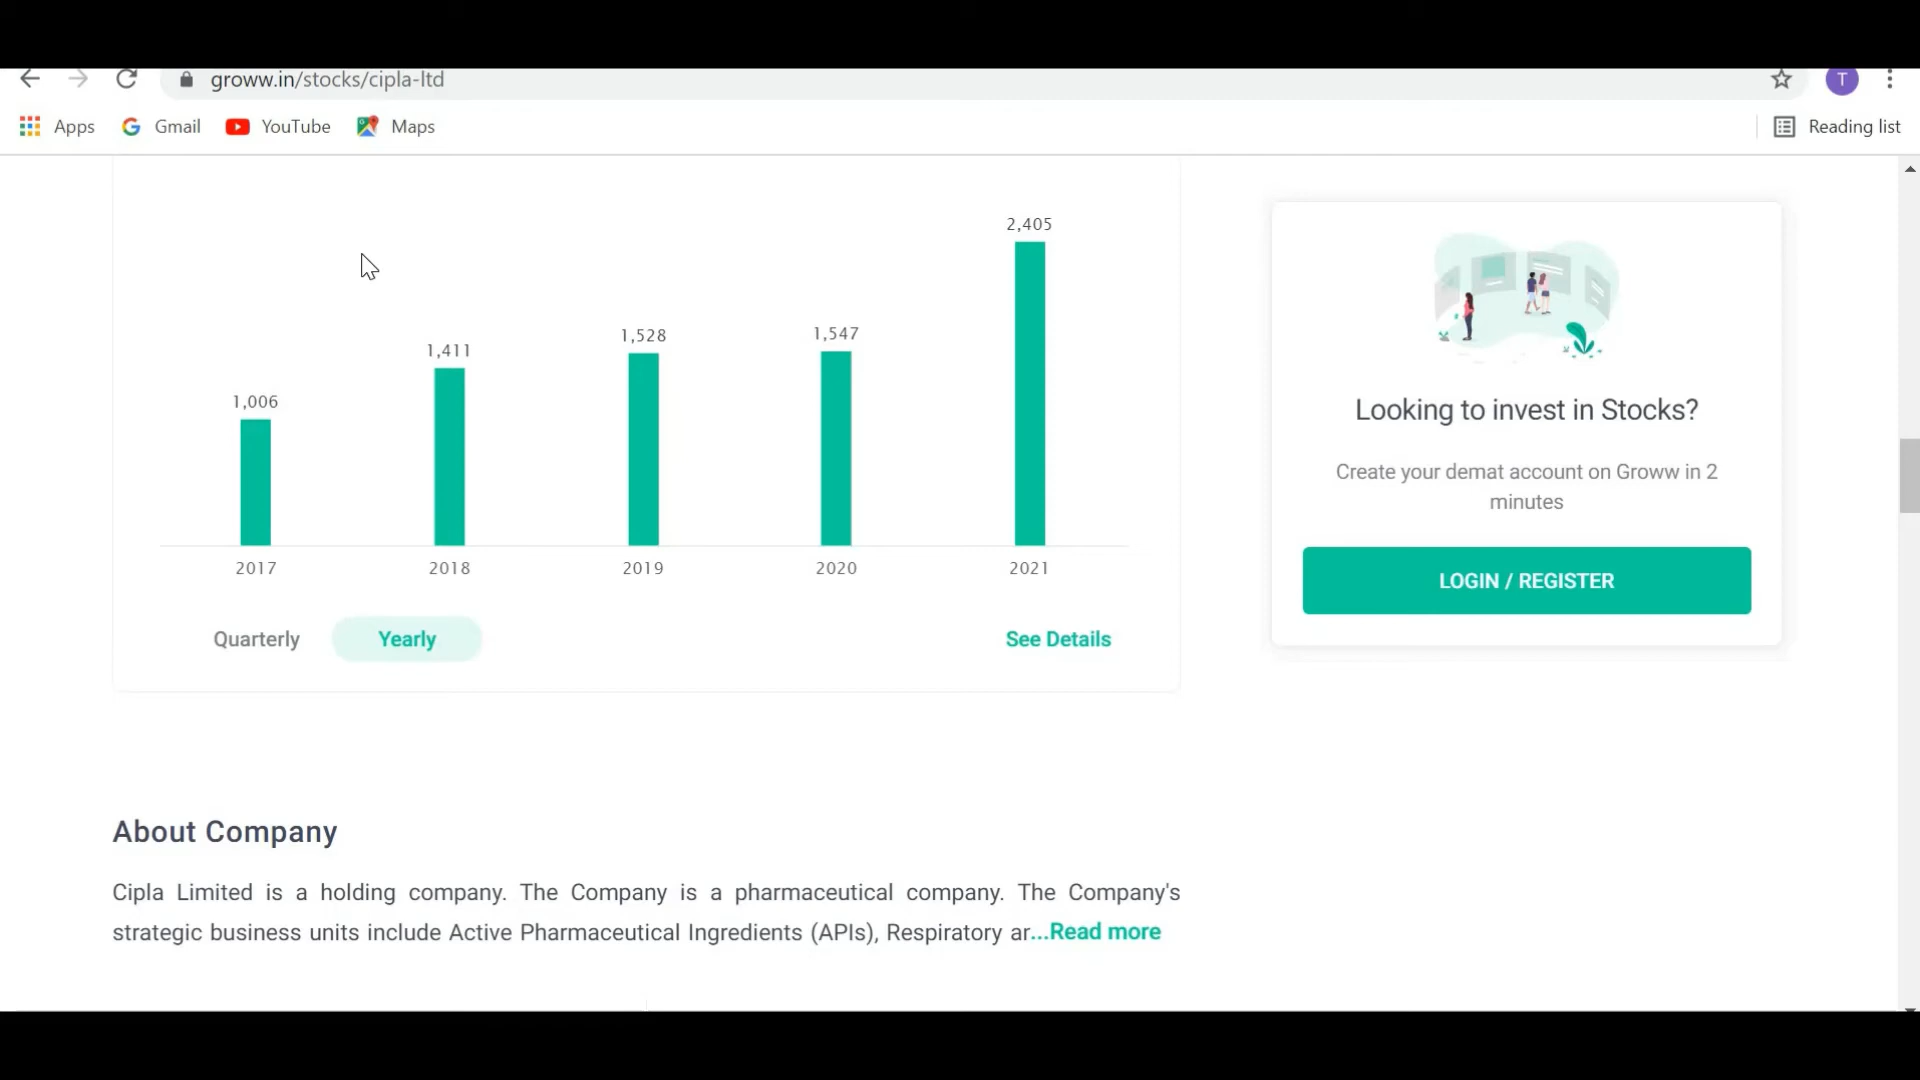 groww.in/stocks/cipla-ltd
T
Apps Gmail YouTube Maps Reading list
2,405
1,547
1,528
1,411
1,006
2017 2018 2019 2020 2021
Quarterly Yearly See Details
Looking to invest in Stocks?
Create your demat account on Groww in 2
minutes
LOGIN / REGISTER
About Company
Cipla Limited is a holding company. The Company is a pharmaceutical company. The Company's
strategic business units include Active Pharmaceutical Ingredients (APIs), Respiratory ar...Read more